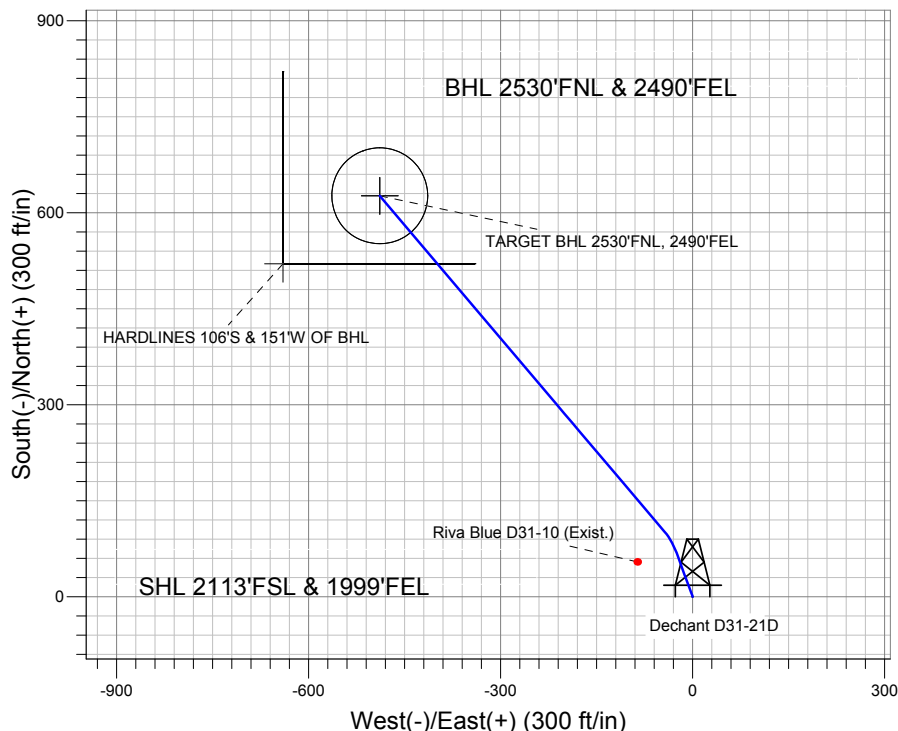 900
BHL 2530'FNL & 2490'FEL
600
TARGET BHL 2530'FNL, 2490'FEL
HARDLINES 106'S & 151'W OF BHL
South(-)/North(+) (300 ft/in)
300
Riva Blue D31-10 (Exist.)
SHL 2113'FSL & 1999'FEL
0
Dechant D31-21D
-900
-600
-300
0
300
West(-)/East(+) (300 ft/in)